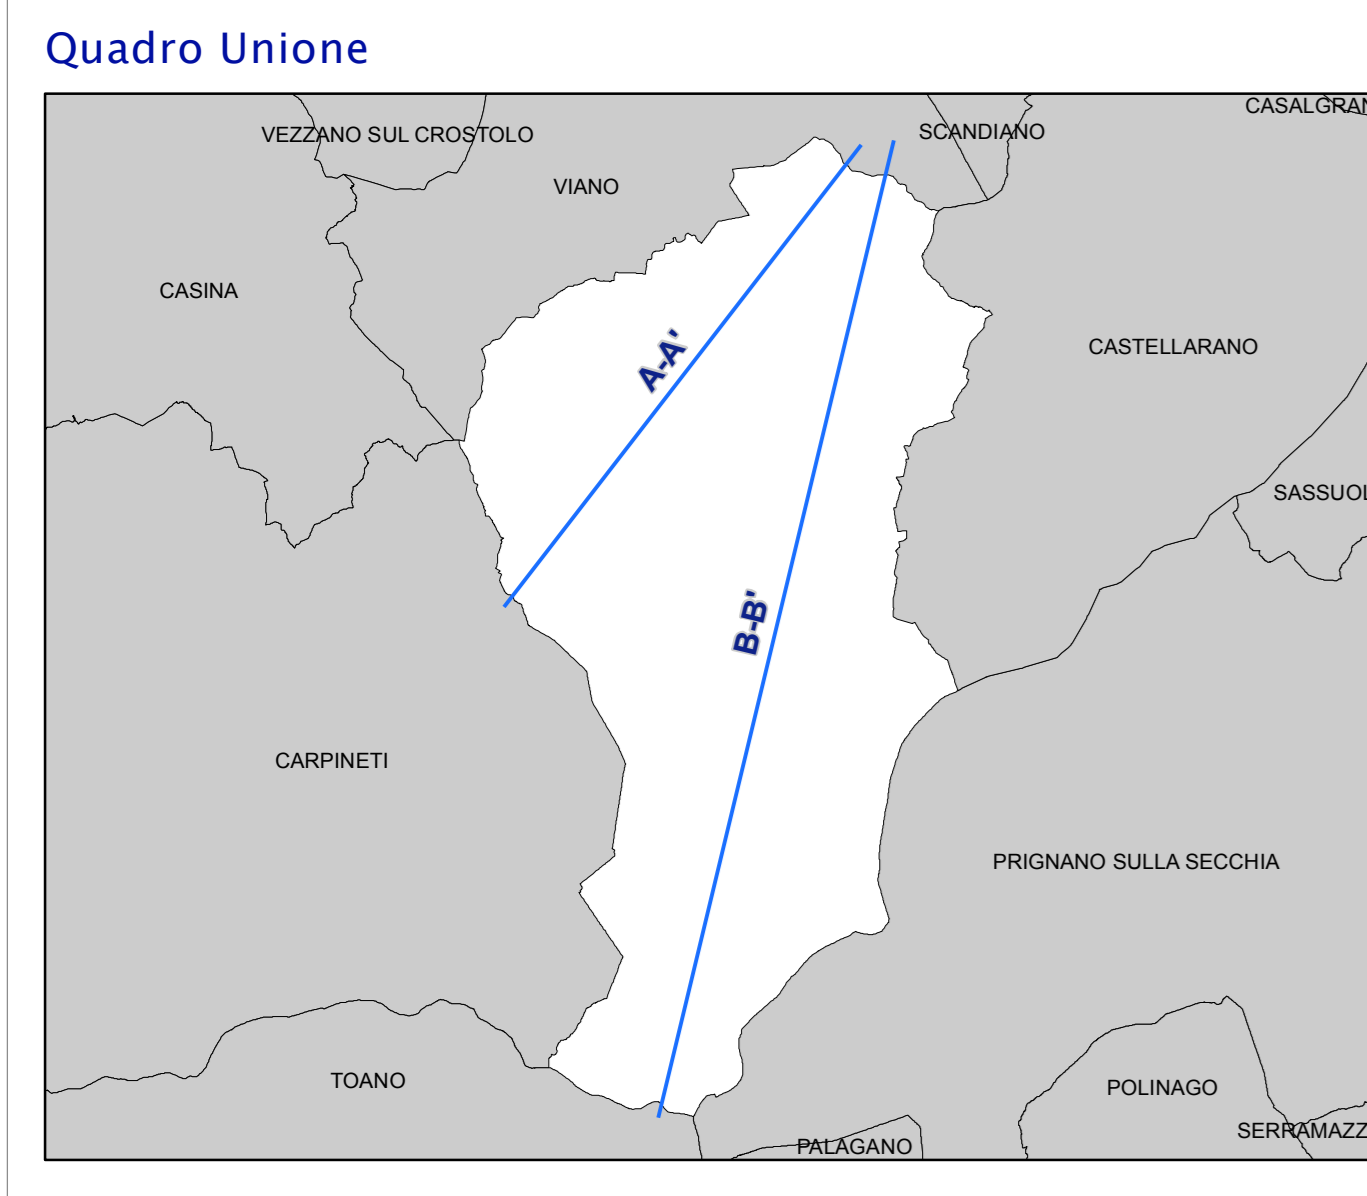 Quadro Unione
CASALGRAN
SCANDIANO
VEZZANO SUL CROSTOLO
VIANO
CASINA
CASTELLARANO
A-A'
SASSUOL
B-B'
CARPINETI
PRIGNANO SULLA SECCHIA
TOANO
POLINAGO
SERRAMAZZ
PALAGANO